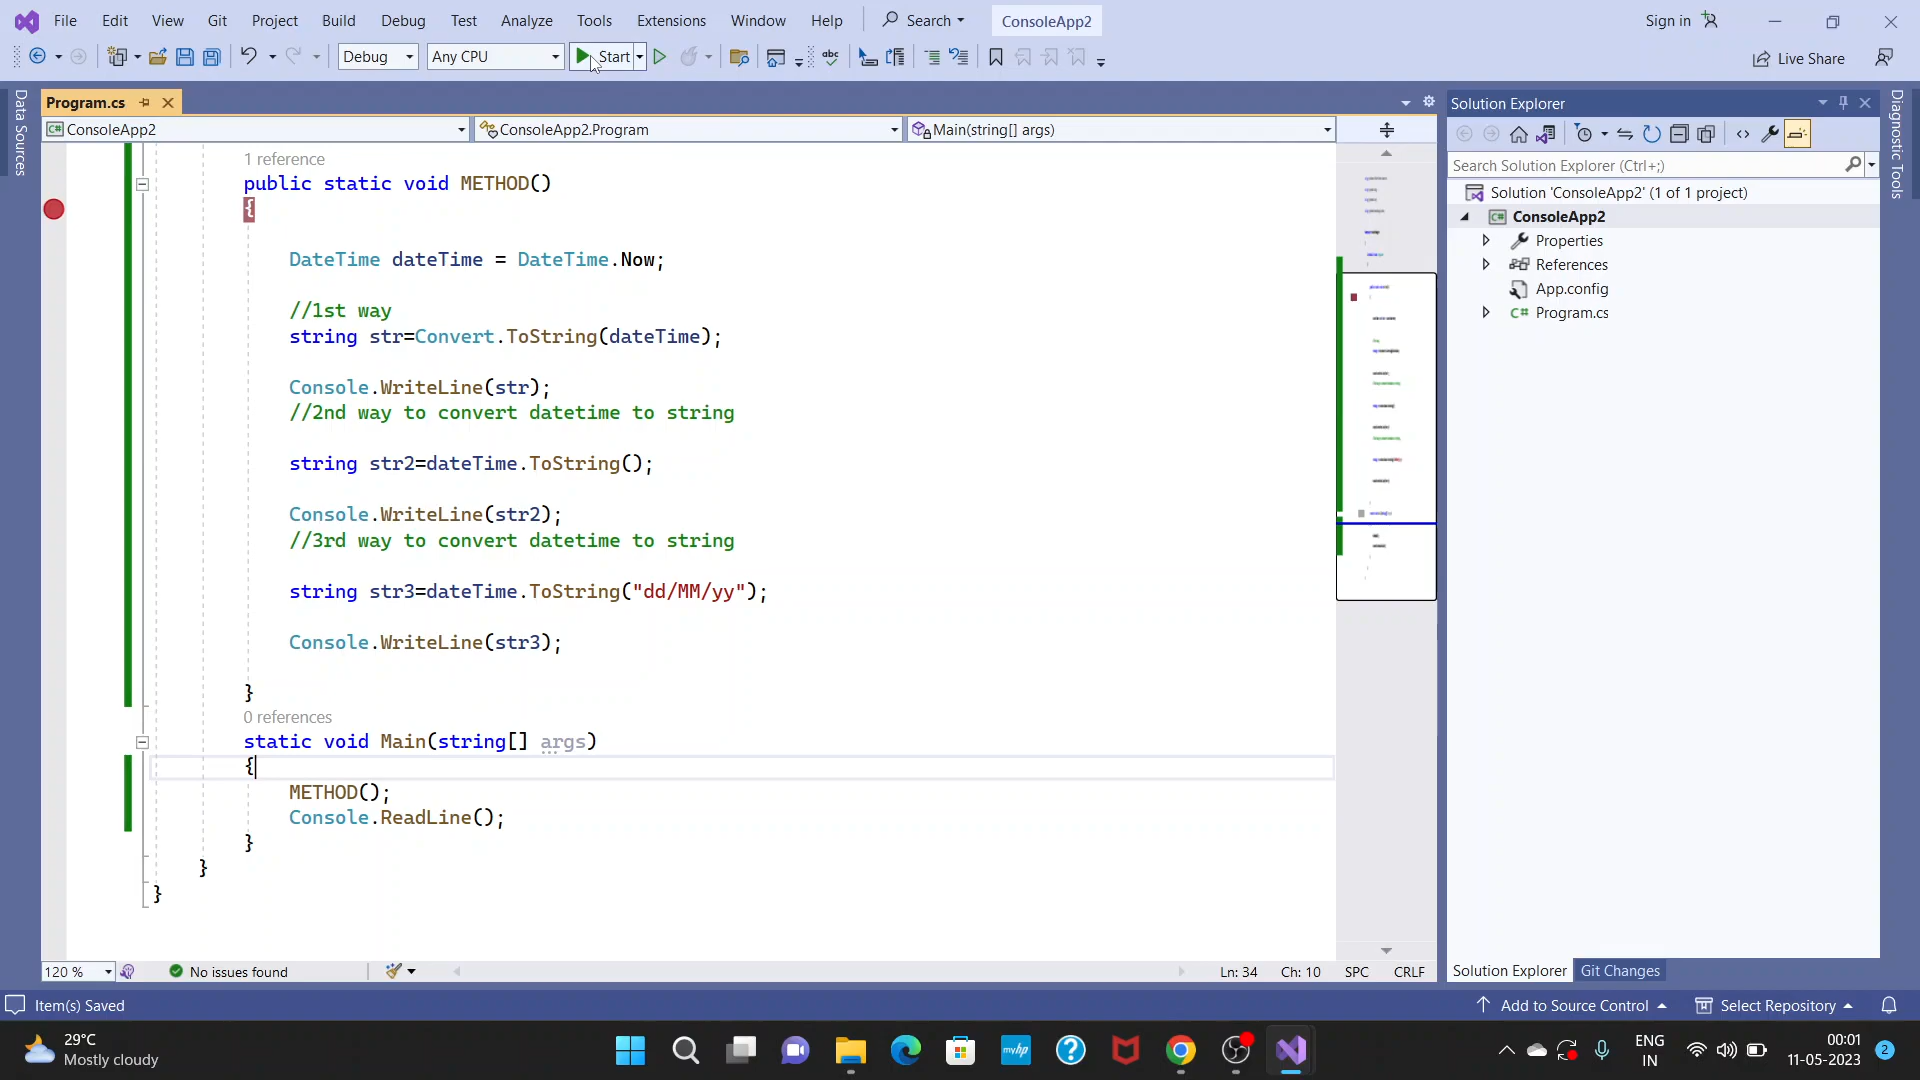 File Edit View Git Project Build Debug Test Analyze Tools Extensions Window Help Search ConsoleApp2 Sign in
Debug Any CPU Start abc Live Share
Data Sources
Program.cs
ConsoleApp2 ConsoleApp2.Program Main(string[] args)
1 reference
public static void METHOD()
{
DateTime dateTime = DateTime.Now;
//1st way
string str=Convert.ToString(dateTime);
Console.WriteLine(str);
//2nd way to convert datetime to string
string str2=dateTime.ToString();
Console.WriteLine(str2);
//3rd way to convert datetime to string
string str3=dateTime.ToString("dd/MM/yy");
Console.WriteLine(str3);
}
0 references
static void Main(string[] args)
{
METHOD();
Console.ReadLine();
}
}
}
120 % No issues found Ln: 34 Ch: 10 SPC CRLF
Solution Explorer
Search Solution Explorer (Ctrl+;)
Solution 'ConsoleApp2' (1 of 1 project)
C# ConsoleApp2
Properties
References
App.config
C# Program.cs
Solution Explorer Git Changes
Diagnostic Tools
Item(s) Saved Add to Source Control Select Repository
29°C
Mostly cloudy
myhp
ENG
IN
00:01
11-05-2023
2